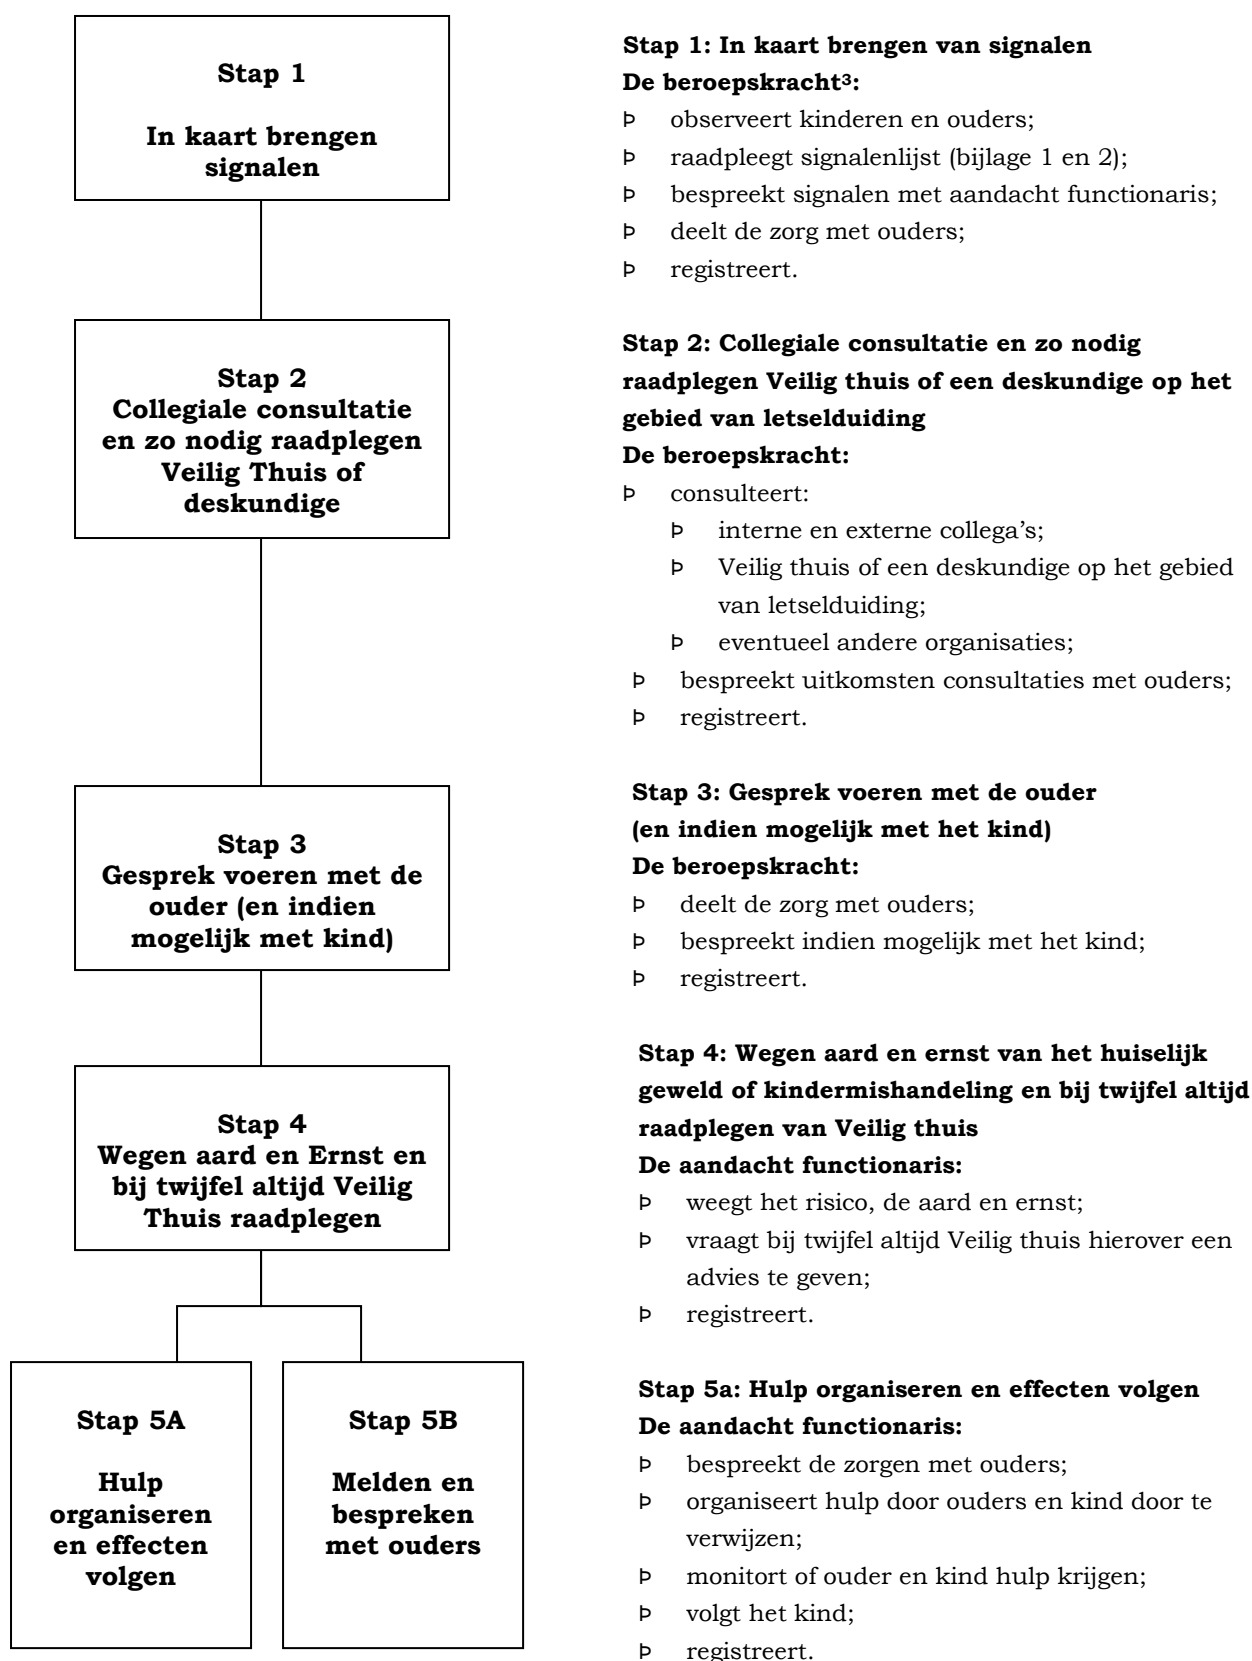 Stap 1
In kaart brengen
signalen
Stap 2
Collegiale consultatie
en zo nodig raadplegen
Veilig Thuis of
deskundige
Stap 3
Gesprek voeren met de
ouder (en indien
mogelijk met kind)
Stap 4
Wegen aard en Ernst en
bij twijfel altijd Veilig
Thuis raadplegen
Stap 5A
Hulp
organiseren
en effecten
volgen
Stap 5B
Melden en
bespreken
met ouders
Stap 1: In kaart brengen van signalen
De beroepskracht³:
Þ observeert kinderen en ouders;
Þ raadpleegt signalenlijst (bijlage 1 en 2);
Þ bespreekt signalen met aandacht functionaris;
Þ deelt de zorg met ouders;
Þ registreert.
Stap 2: Collegiale consultatie en zo nodig
raadplegen Veilig thuis of een deskundige op het
gebied van letselduiding
De beroepskracht:
Þ consulteert:
Þ interne en externe collega’s;
Þ Veilig thuis of een deskundige op het gebied
van letselduiding;
Þ eventueel andere organisaties;
Þ bespreekt uitkomsten consultaties met ouders;
Þ registreert.
Stap 3: Gesprek voeren met de ouder
(en indien mogelijk met het kind)
De beroepskracht:
Þ deelt de zorg met ouders;
Þ bespreekt indien mogelijk met het kind;
Þ registreert.
Stap 4: Wegen aard en ernst van het huiselijk
geweld of kindermishandeling en bij twijfel altijd
raadplegen van Veilig thuis
De aandacht functionaris:
Þ weegt het risico, de aard en ernst;
Þ vraagt bij twijfel altijd Veilig thuis hierover een
advies te geven;
Þ registreert.
Stap 5a: Hulp organiseren en effecten volgen
De aandacht functionaris:
Þ bespreekt de zorgen met ouders;
Þ organiseert hulp door ouders en kind door te
verwijzen;
Þ monitort of ouder en kind hulp krijgen;
Þ volgt het kind;
Þ registreert.